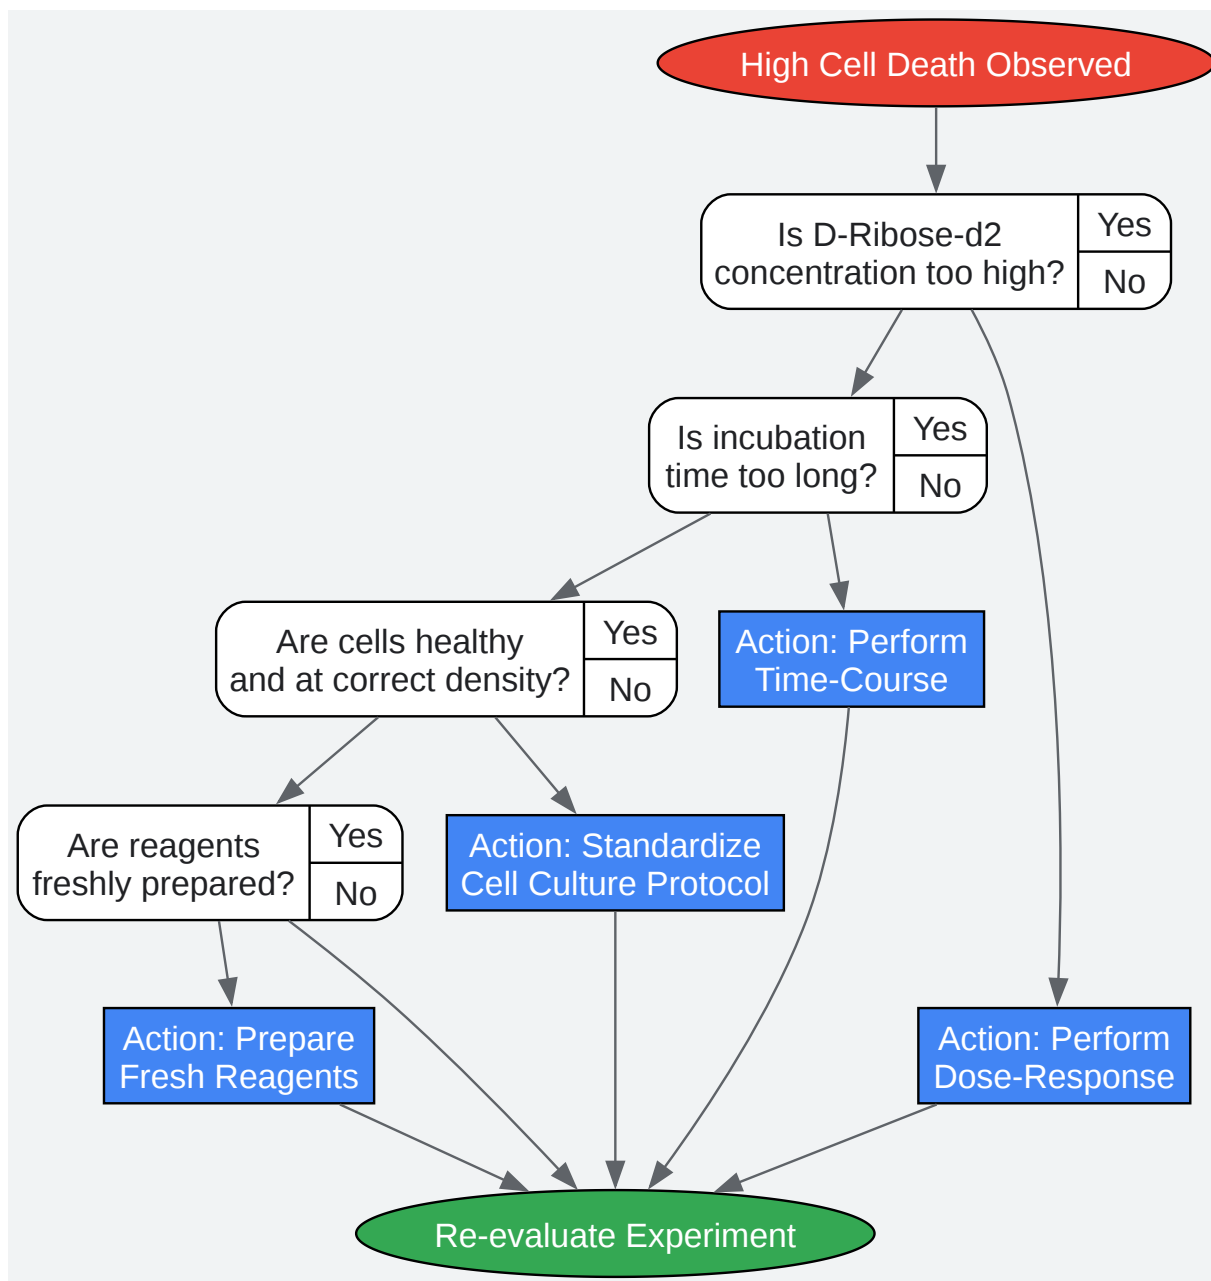 High Cell Death Observed
Is D-Ribose-d2
concentration too high?
Yes
No
Is incubation
time too long?
Yes
No
Are cells healthy
and at correct density?
Yes
No
Action: Perform
Time-Course
Are reagents
freshly prepared?
Yes
No
Action: Standardize
Cell Culture Protocol
Action: Prepare
Fresh Reagents
Action: Perform
Dose-Response
Re-evaluate Experiment